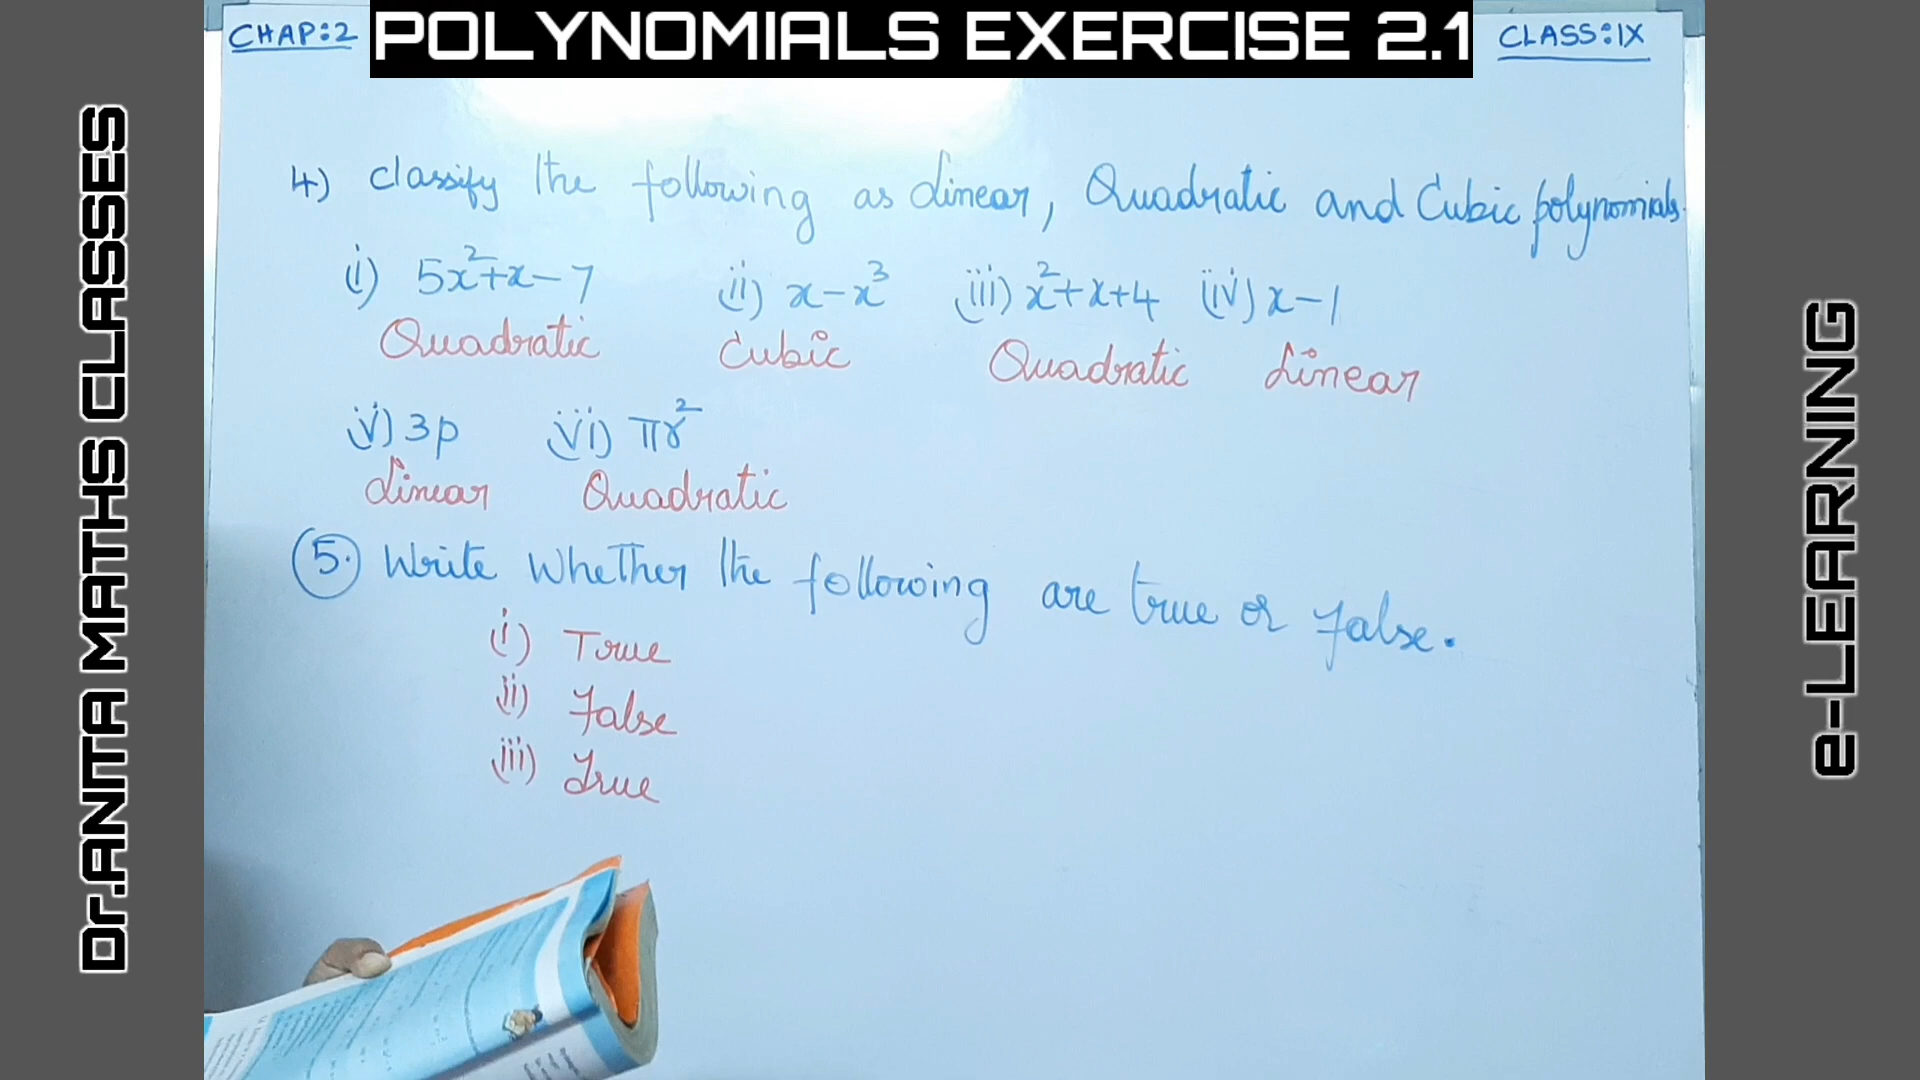 CHAP:2 POLYNOMIALS EXERCISE 2.1 CLASS:IX
Dr.ANITA MATHS CLASSES
4) Classify the following as Linear, Quadratic and Cubic polynomials.
(i) 5x²+x-7 (ii) x-x³ (iii) x²+x+4 (iv) x-1
Quadratic Cubic Quadratic Linear
(v) 3p (vi) πr²
Linear Quadratic
5. Write Whether the following are true or false.
(i) True
(ii) False
(iii) True
e-LEARNING